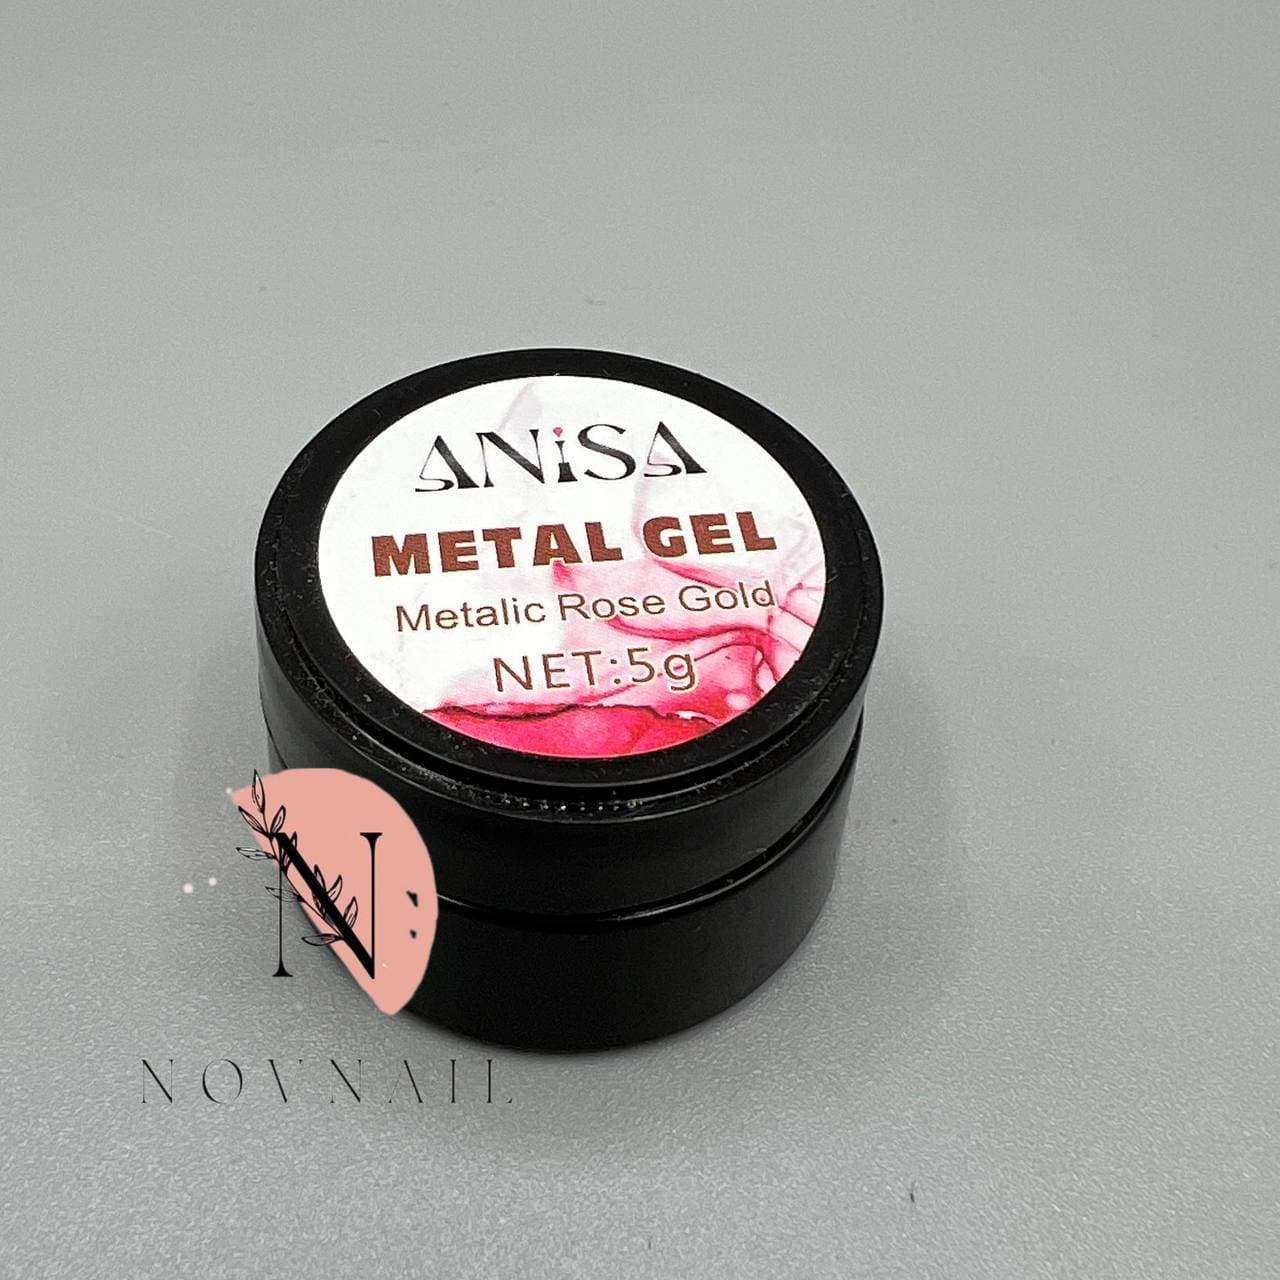 ANiSA
METAL GEL
Metalic Rose Gold
NET:5g
N
NOVNAIL